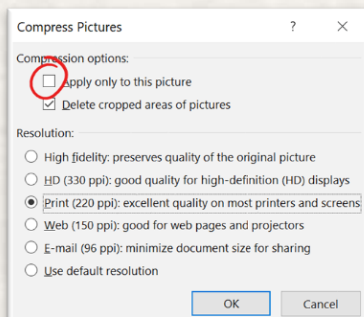 Compress Pictures ? ×
Compression options:
Apply only to this picture
Delete cropped areas of pictures
Resolution:
High fidelity: preserves quality of the original picture
HD (330 ppi): good quality for high-definition (HD) displays
Print (220 ppi): excellent quality on most printers and screens
Web (150 ppi): good for web pages and projectors
E-mail (96 ppi): minimize document size for sharing
Use default resolution
OK Cancel